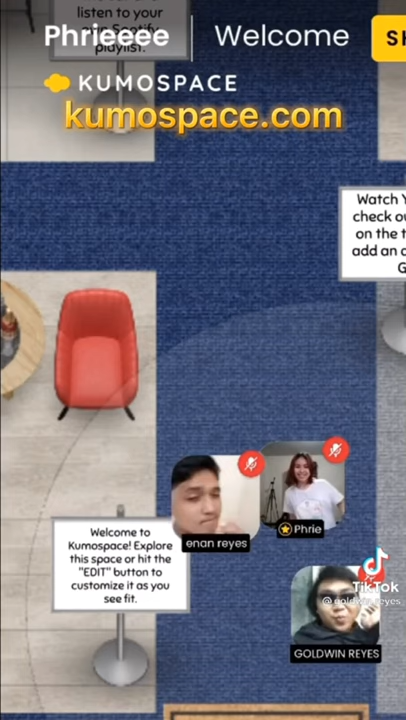 listen to your
playlist.
Phrieeee
Welcome
KUMOSPACE
kumospace.com
Watch
check ou
on the t
add an
G
Welcome to
Kumospace! Explore
this space or hit the
"EDIT" button to
customize it as you
see fit.
enan reyes
Phrie
TikTok
GOLDWIN REYES